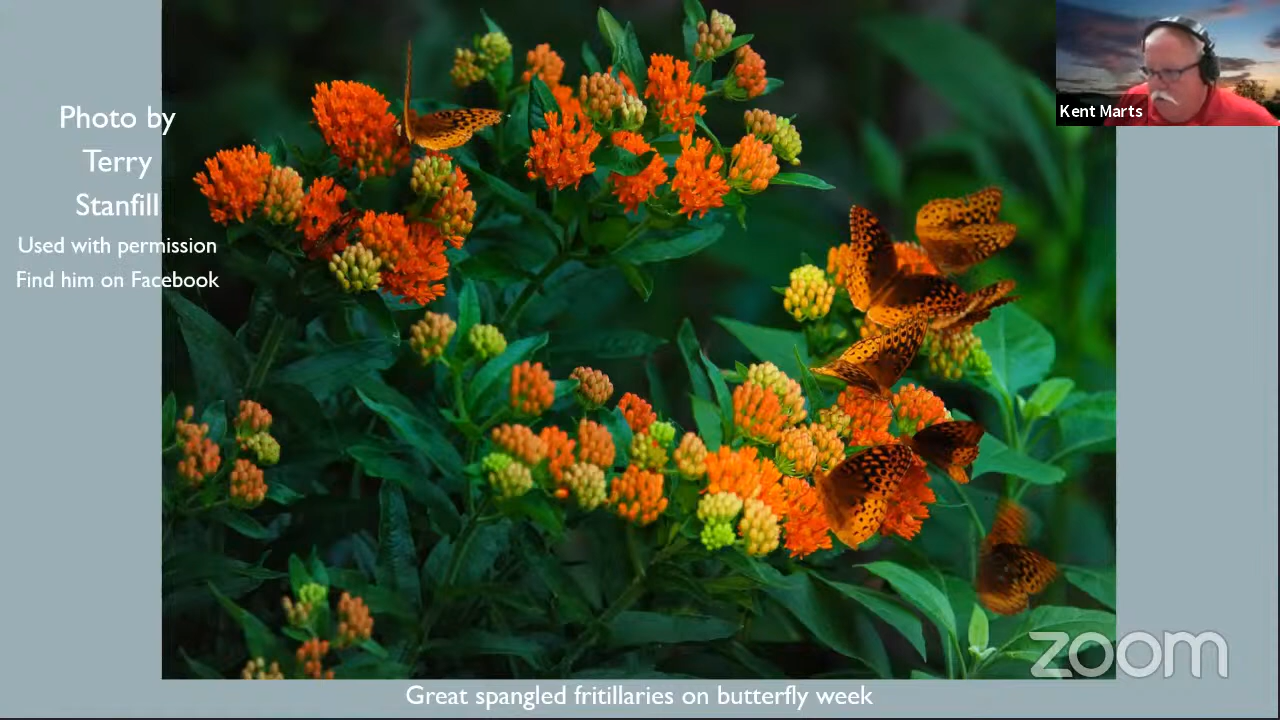 Photo by
Terry
Stanfill
Used with permission
Find him on Facebook
Kent Marts
zoom
Great spangled fritillaries on butterfly week